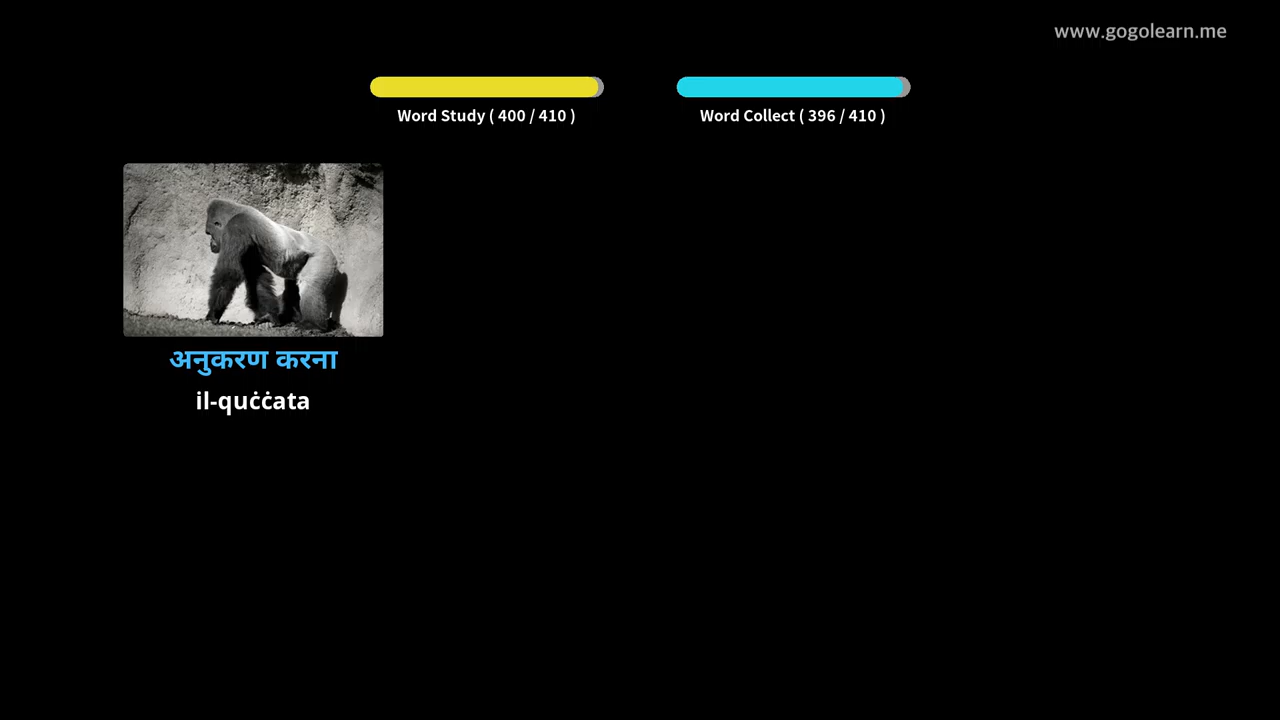 www.gogolearn.me
Word Study ( 400 / 410 )
Word Collect ( 396 / 410 )
अनुकरण करना
il-quċċata